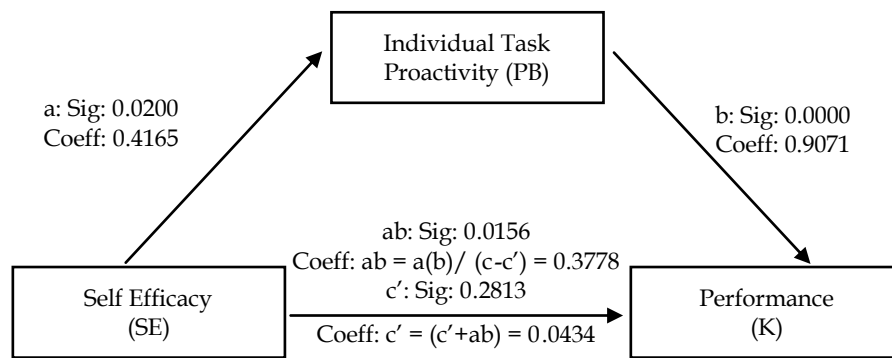 Individual Task
Proactivity (PB)
a: Sig: 0.0200
Coeff: 0.4165
b: Sig: 0.0000
Coeff: 0.9071
ab: Sig: 0.0156
Coeff: ab = a(b)/ (c-c’) = 0.3778
c’: Sig: 0.2813
Coeff: c’ = (c’+ab) = 0.0434
Self Efficacy
(SE)
Performance
(K)